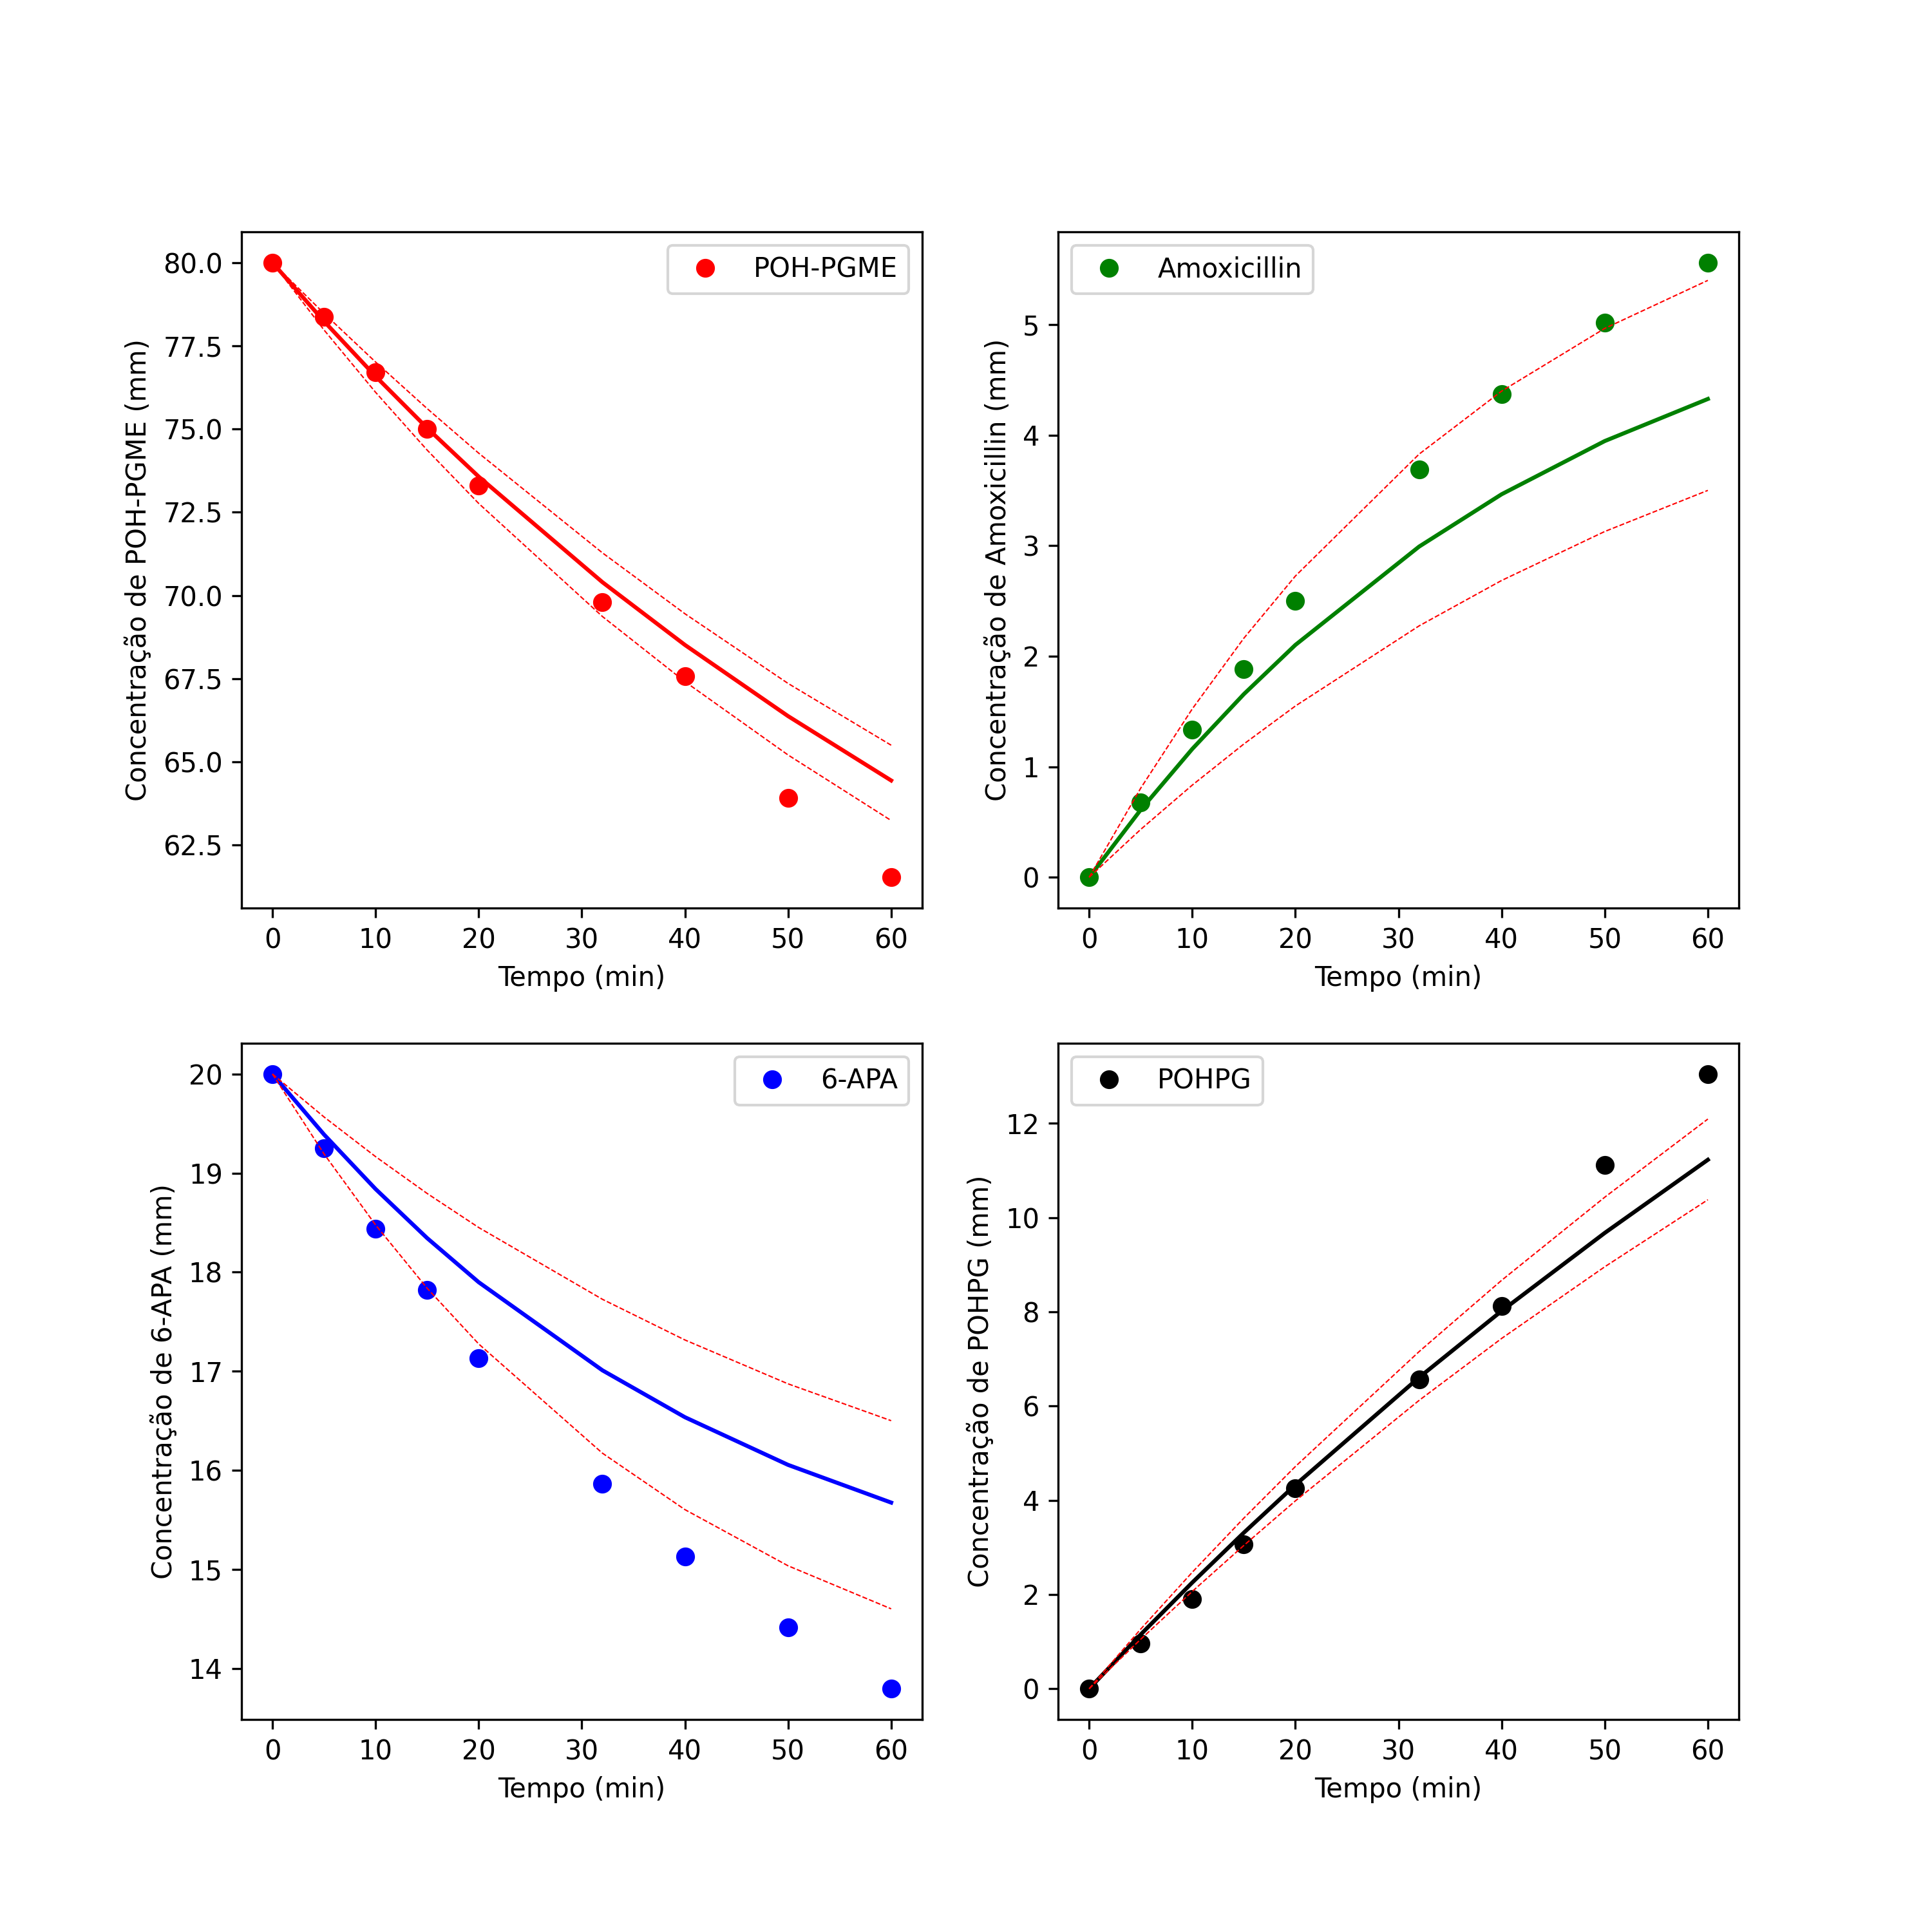 POH-PGME
Concentração de POH-PGME (mm)
80.0
77.5
75.0
72.5
70.0
67.5
65.0
62.5
0 10 20 30 40 50 60
Tempo (min)
Amoxicillin
Concentração de Amoxicillin (mm)
5
4
3
2
1
0
0 10 20 30 40 50 60
Tempo (min)
6-APA
Concentração de 6-APA (mm)
20
19
18
17
16
15
14
0 10 20 30 40 50 60
Tempo (min)
POHPG
Concentração de POHPG (mm)
12
10
8
6
4
2
0
0 10 20 30 40 50 60
Tempo (min)